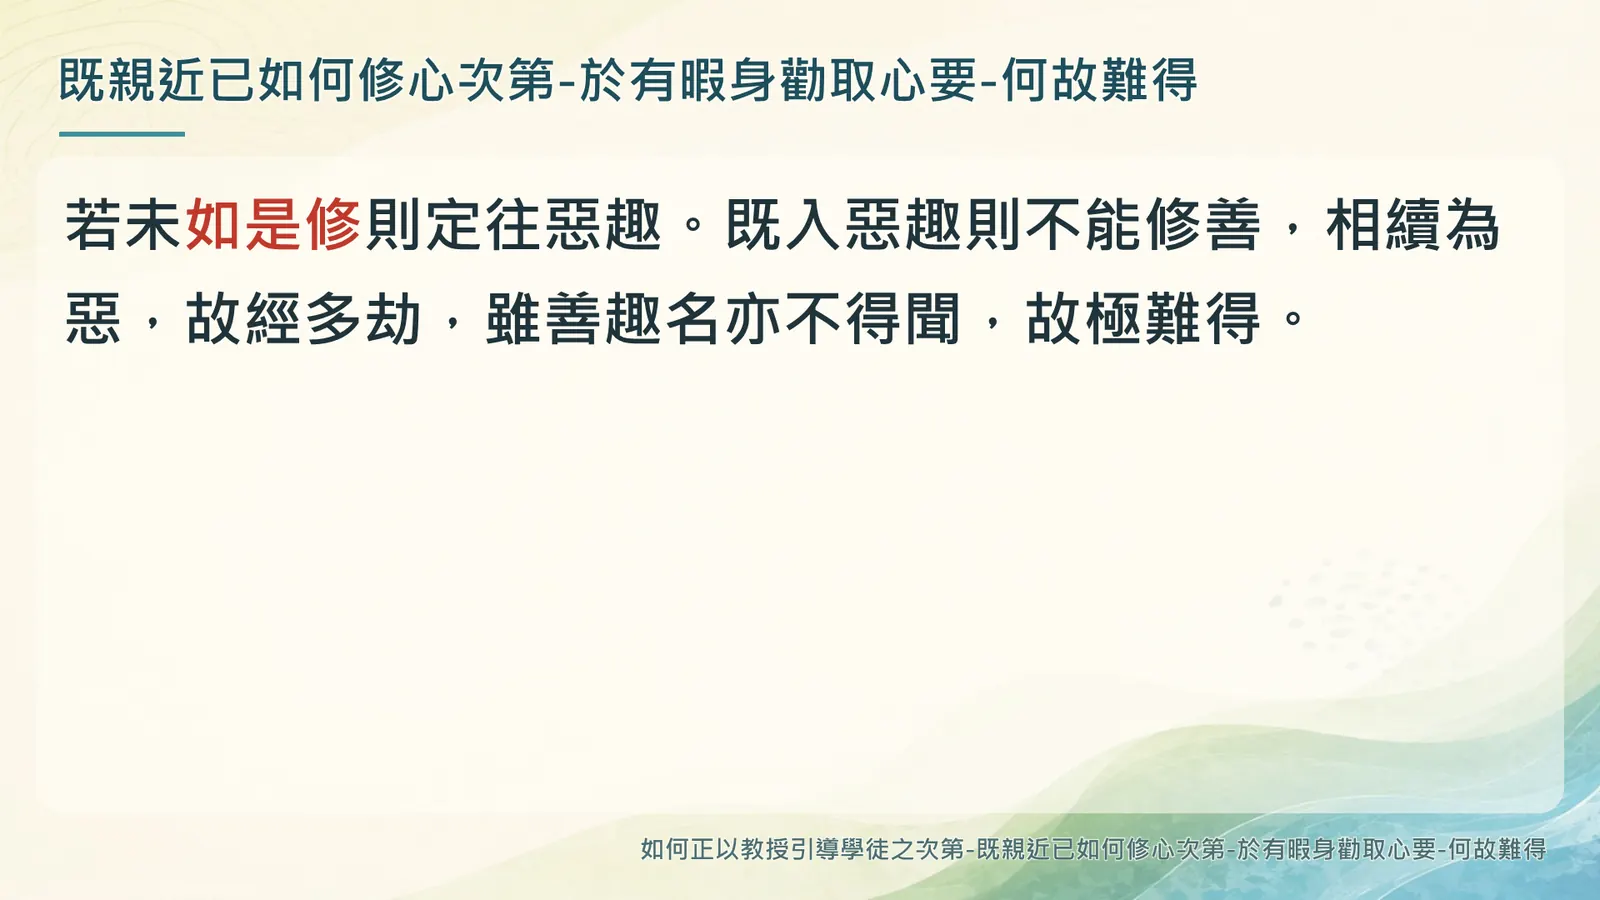 既親近已如何修心次第-於有暇身勸取心要-何故難得
若未如是修則定往惡趣。既入惡趣則不能修善，相續為
惡，故經多劫，雖善趣名亦不得聞，故極難得。
如何正以教授引導學徒之次第-既親近已如何修心次第-於有暇身勸取心要-何故難得